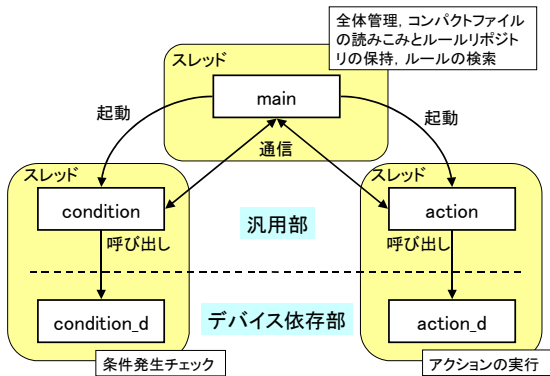 全体管理, コンパクトファイル
の読みこみとルールリポジト
リの保持, ルールの検索
スレッド
main
起動
起動
通信
スレッド
スレッド
condition
action
汎用部
呼び出し
呼び出し
デバイス依存部
condition_d
action_d
条件発生チェック
アクションの実行